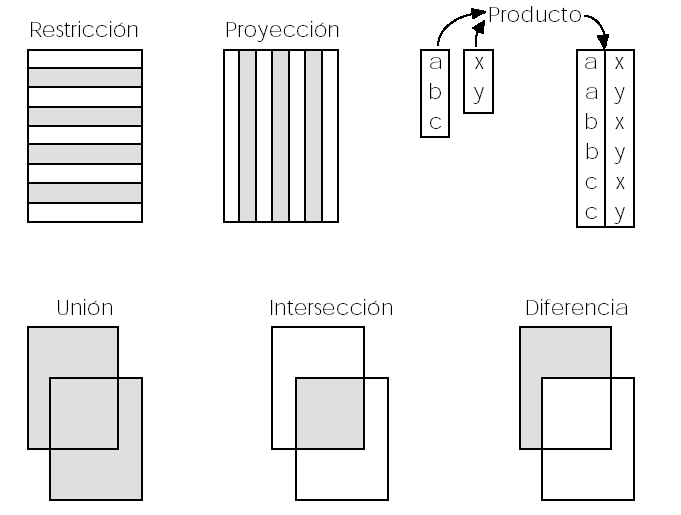 Restricción
Proyección
Producto
a
b
c
x
y
a x
a y
b x
b y
c x
c y
Unión
Intersección
Diferencia